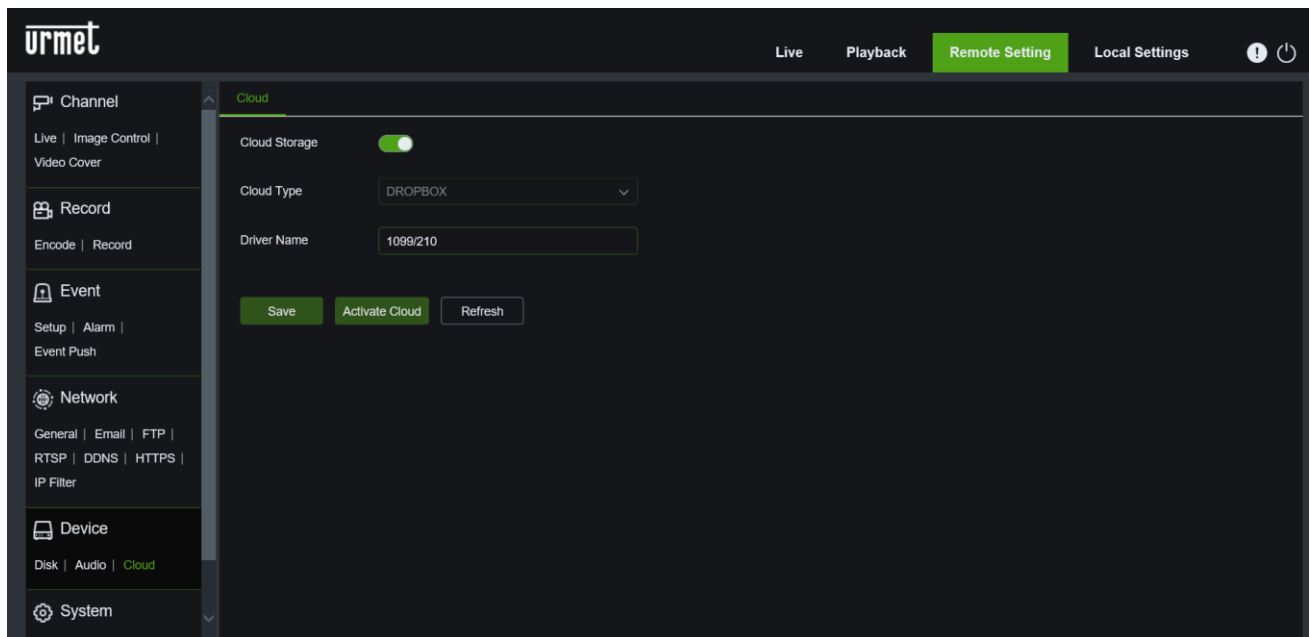 urmet
Live Playback Remote Setting Local Settings
Channel
Live | Image Control |
Video Cover
Record
Encode | Record
Event
Setup | Alarm |
Event Push
Network
General | Email | FTP |
RTSP | DDNS | HTTPS |
IP Filter
Device
Disk | Audio | Cloud
System
Cloud
Cloud Storage
Cloud Type DROPBOX
Driver Name 1099/210
Save Activate Cloud Refresh